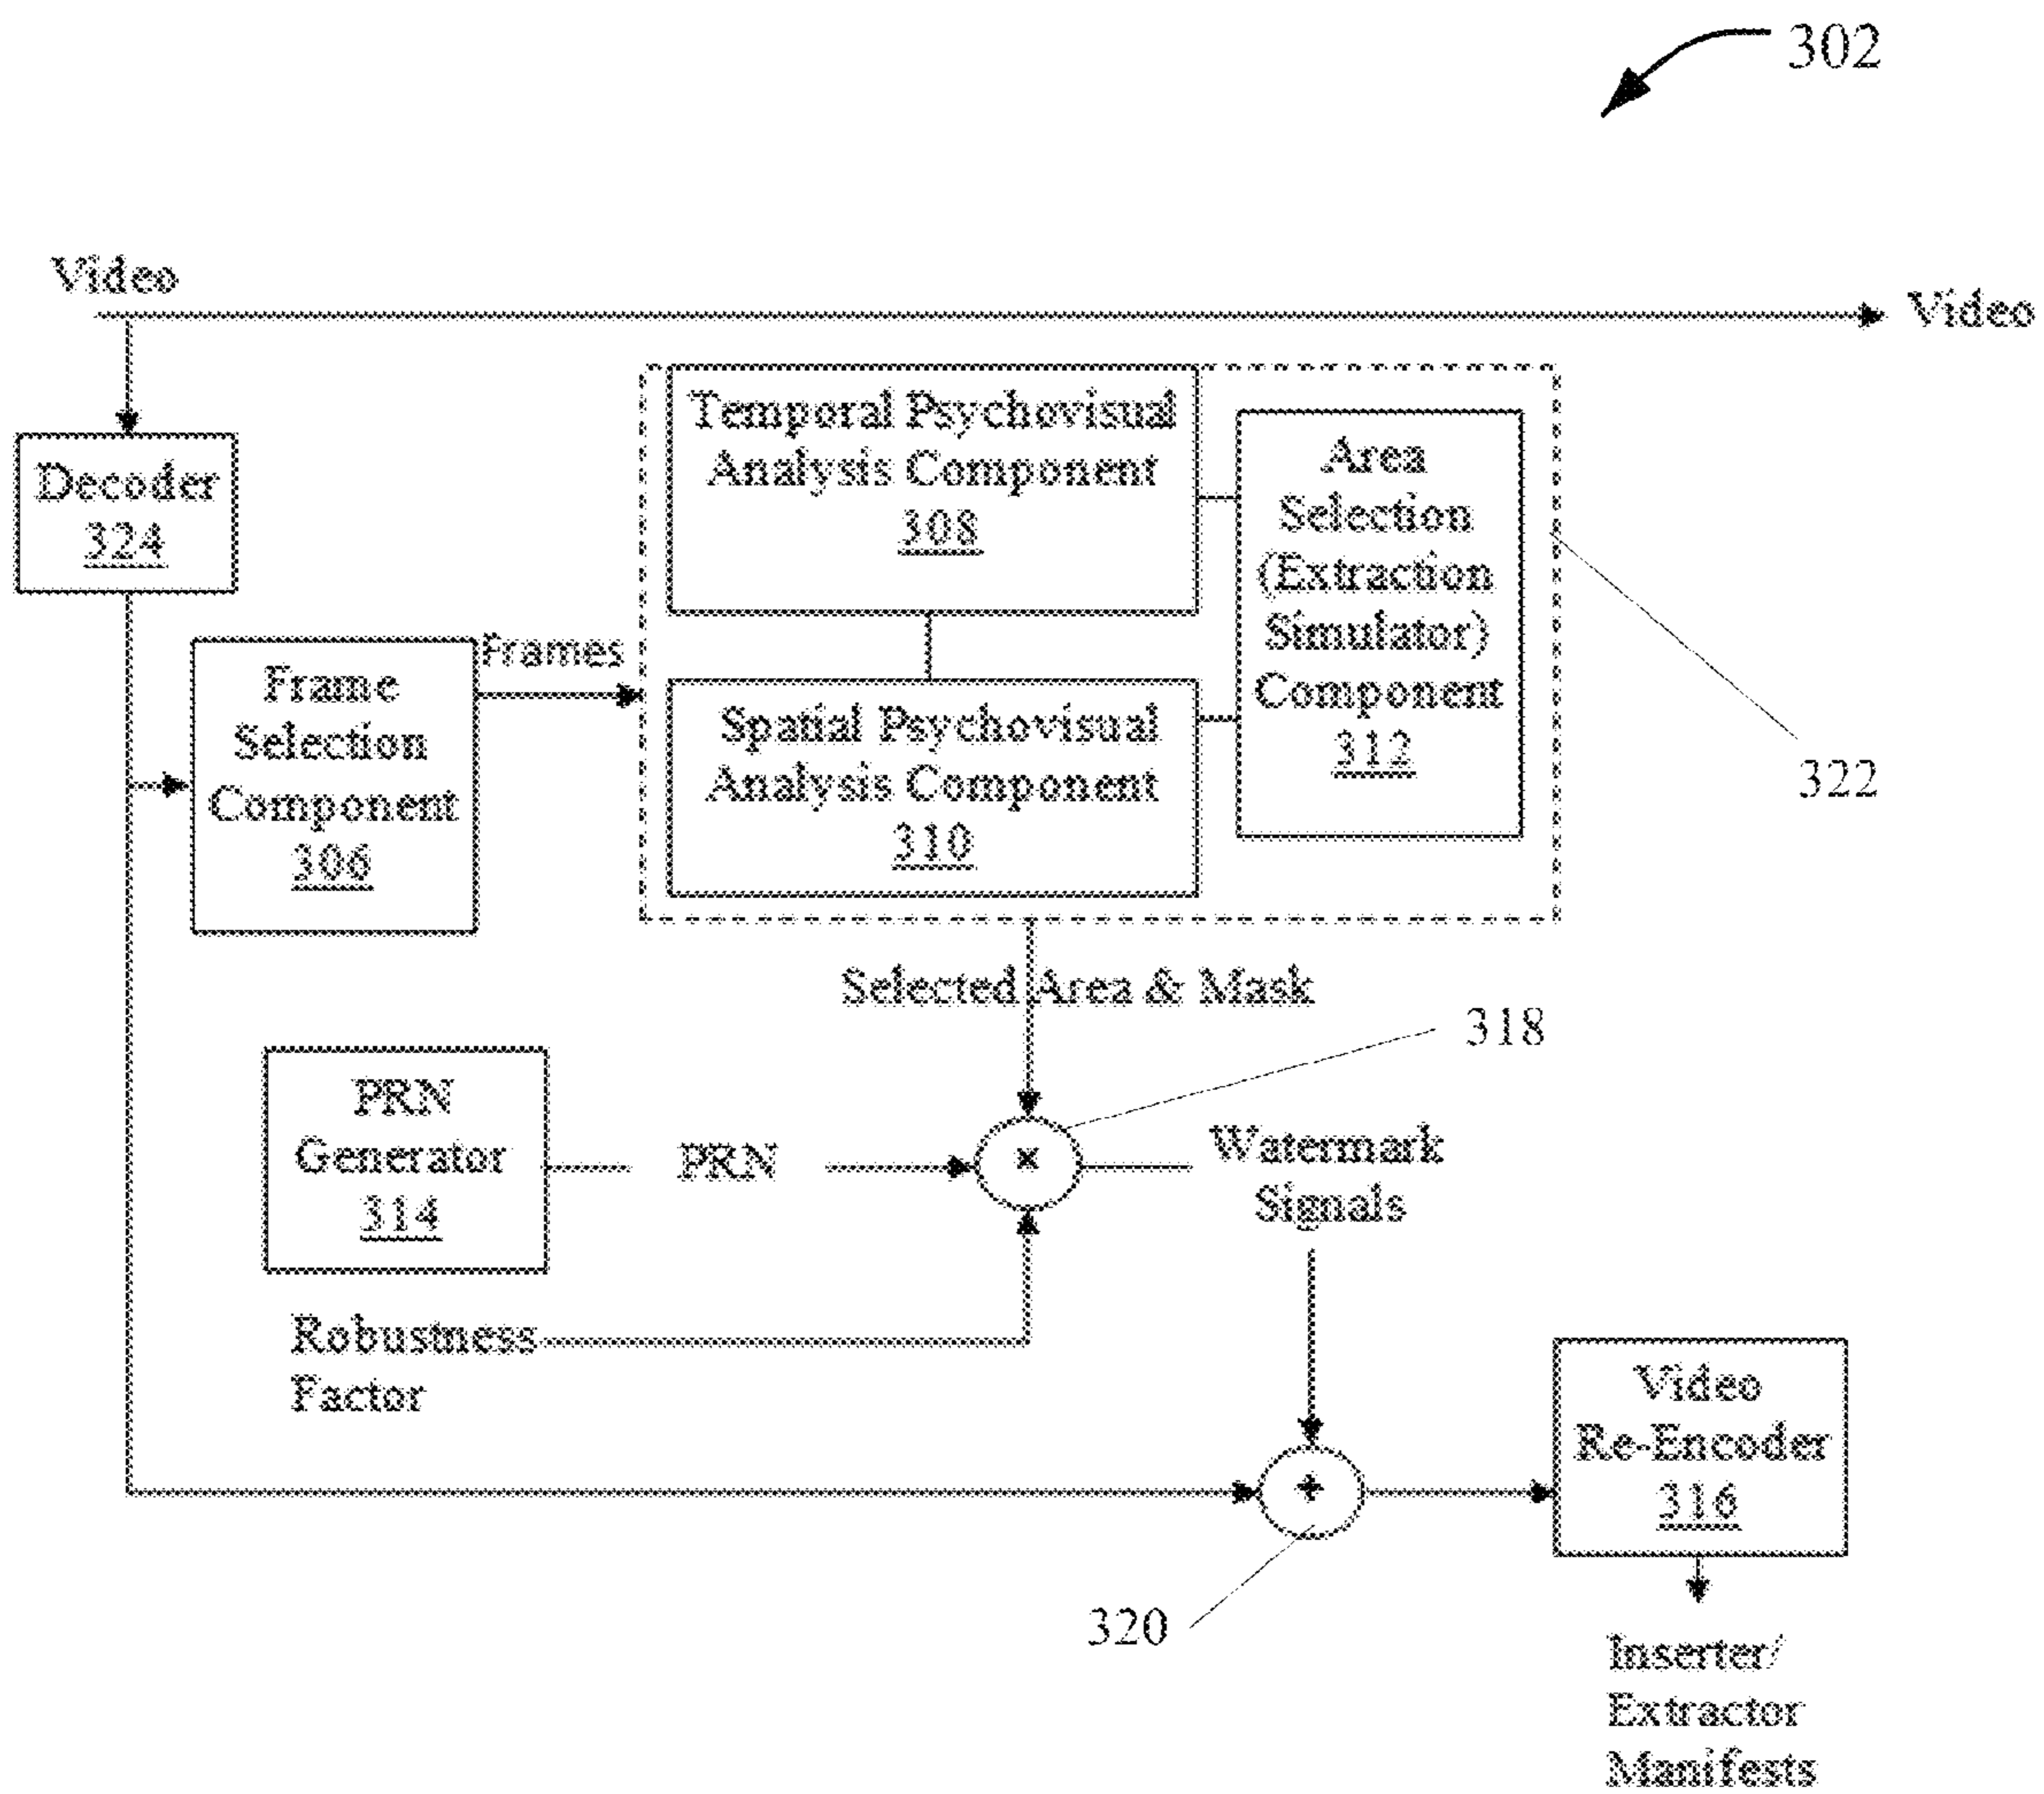 302
Video
Video
Decoder
324
Temporal Psychovisual
Analysis Component
308
Area
Selection
(Extraction
Simulator)
Component
312
Frame
Selection
Component
306
Frames
Spatial Psychovisual
Analysis Component
310
322
Selected Area & Mask
318
PRN
Generator
314
PRN
×
Watermark
Signals
Robustness
Factor
+
320
Video
Re-Encoder
316
Inserter/
Extractor
Manifests